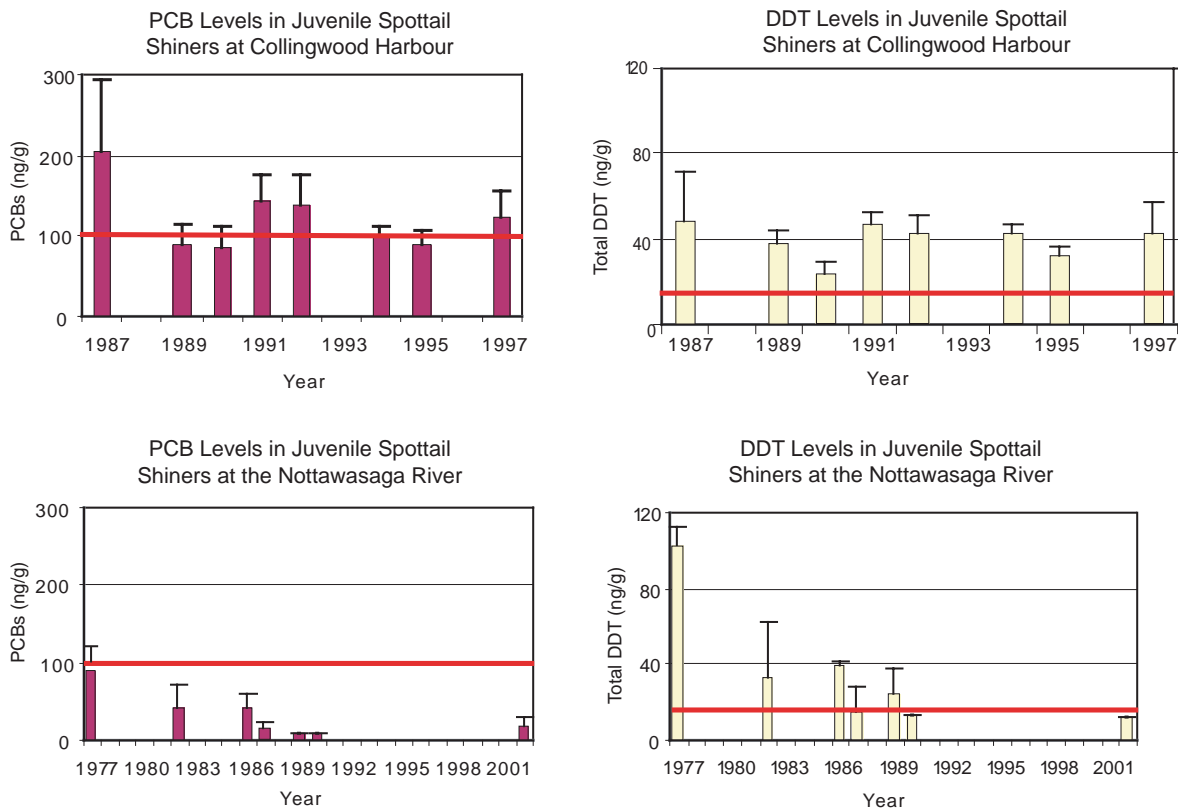 PCB Levels in Juvenile Spottail
Shiners at Collingwood Harbour
300
200
100
0
PCBs (ng/g)
1987 1989 1991 1993 1995 1997
Year
DDT Levels in Juvenile Spottail
Shiners at Collingwood Harbour
120
80
40
0
Total DDT (ng/g)
1987 1989 1991 1993 1995 1997
Year
PCB Levels in Juvenile Spottail
Shiners at the Nottawasaga River
300
200
100
0
PCBs (ng/g)
1977 1980 1983 1986 1989 1992 1995 1998 2001
Year
DDT Levels in Juvenile Spottail
Shiners at the Nottawasaga River
120
80
40
0
Total DDT (ng/g)
1977 1980 1983 1986 1989 1992 1995 1998 2001
Year